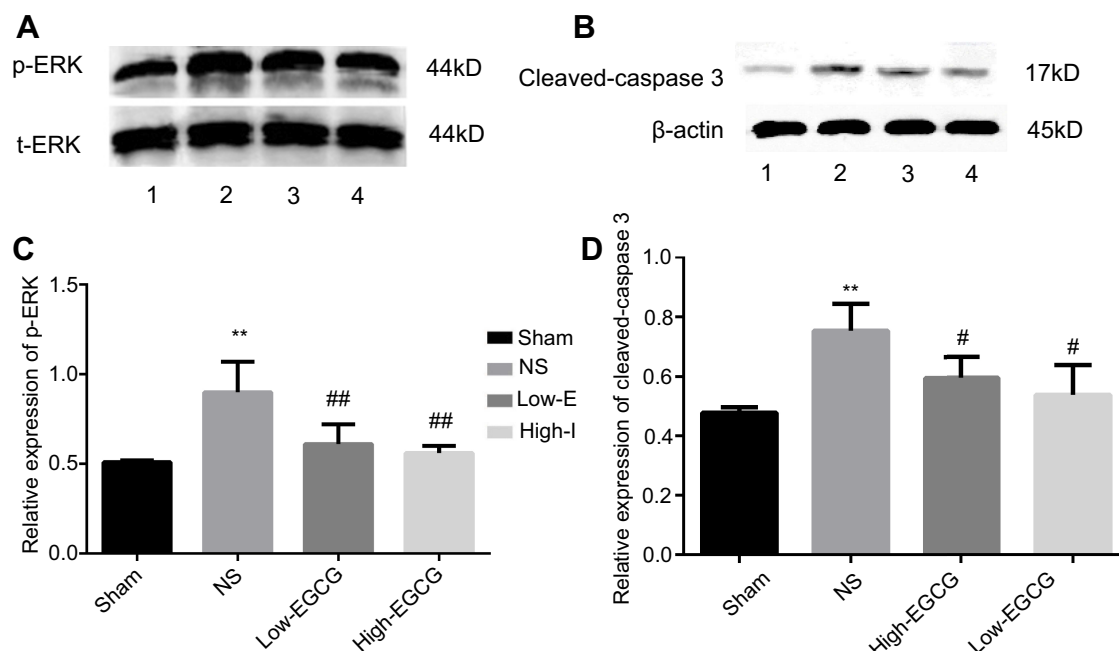 A
p-ERK
44kD
t-ERK
44kD
1 2 3 4
B
Cleaved-caspase 3
17kD
β-actin
45kD
1 2 3 4
C
Relative expression of p-ERK
1.5
1.0
0.5
0.0
**
##
##
Sham
NS
Low-EGCG
High-EGCG
Sham
NS
Low-E
High-I
D
Relative expression of cleaved-caspase 3
1.0
0.8
0.6
0.4
0.2
0.0
**
#
#
Sham
NS
High-EGCG
Low-EGCG